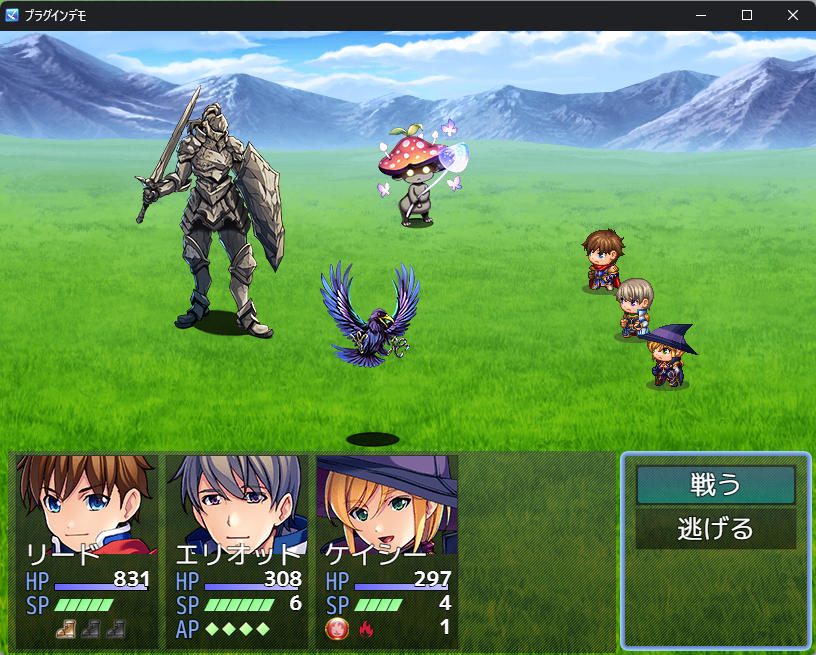 プラグインデモ
戦う
逃げる
リード
HP 831
SP
エリオット
HP 308
SP 6
AP
ケイシー
HP 297
SP 4
1